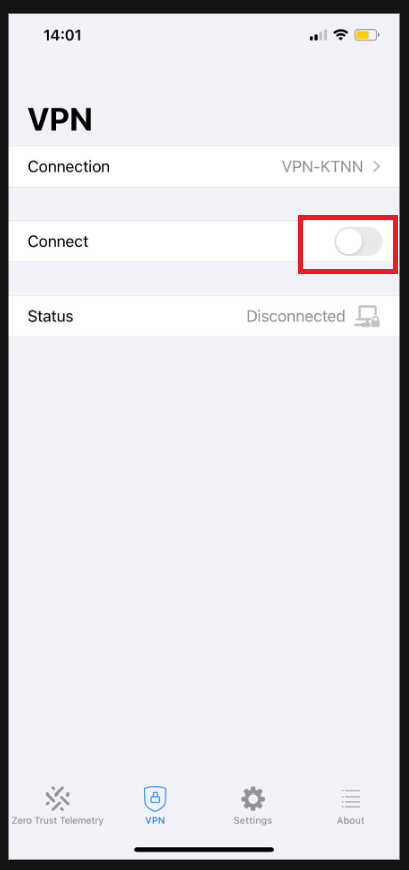 14:01
VPN
Connection VPN-KTNN
Connect
Status Disconnected
Zero Trust Telemetry VPN Settings About